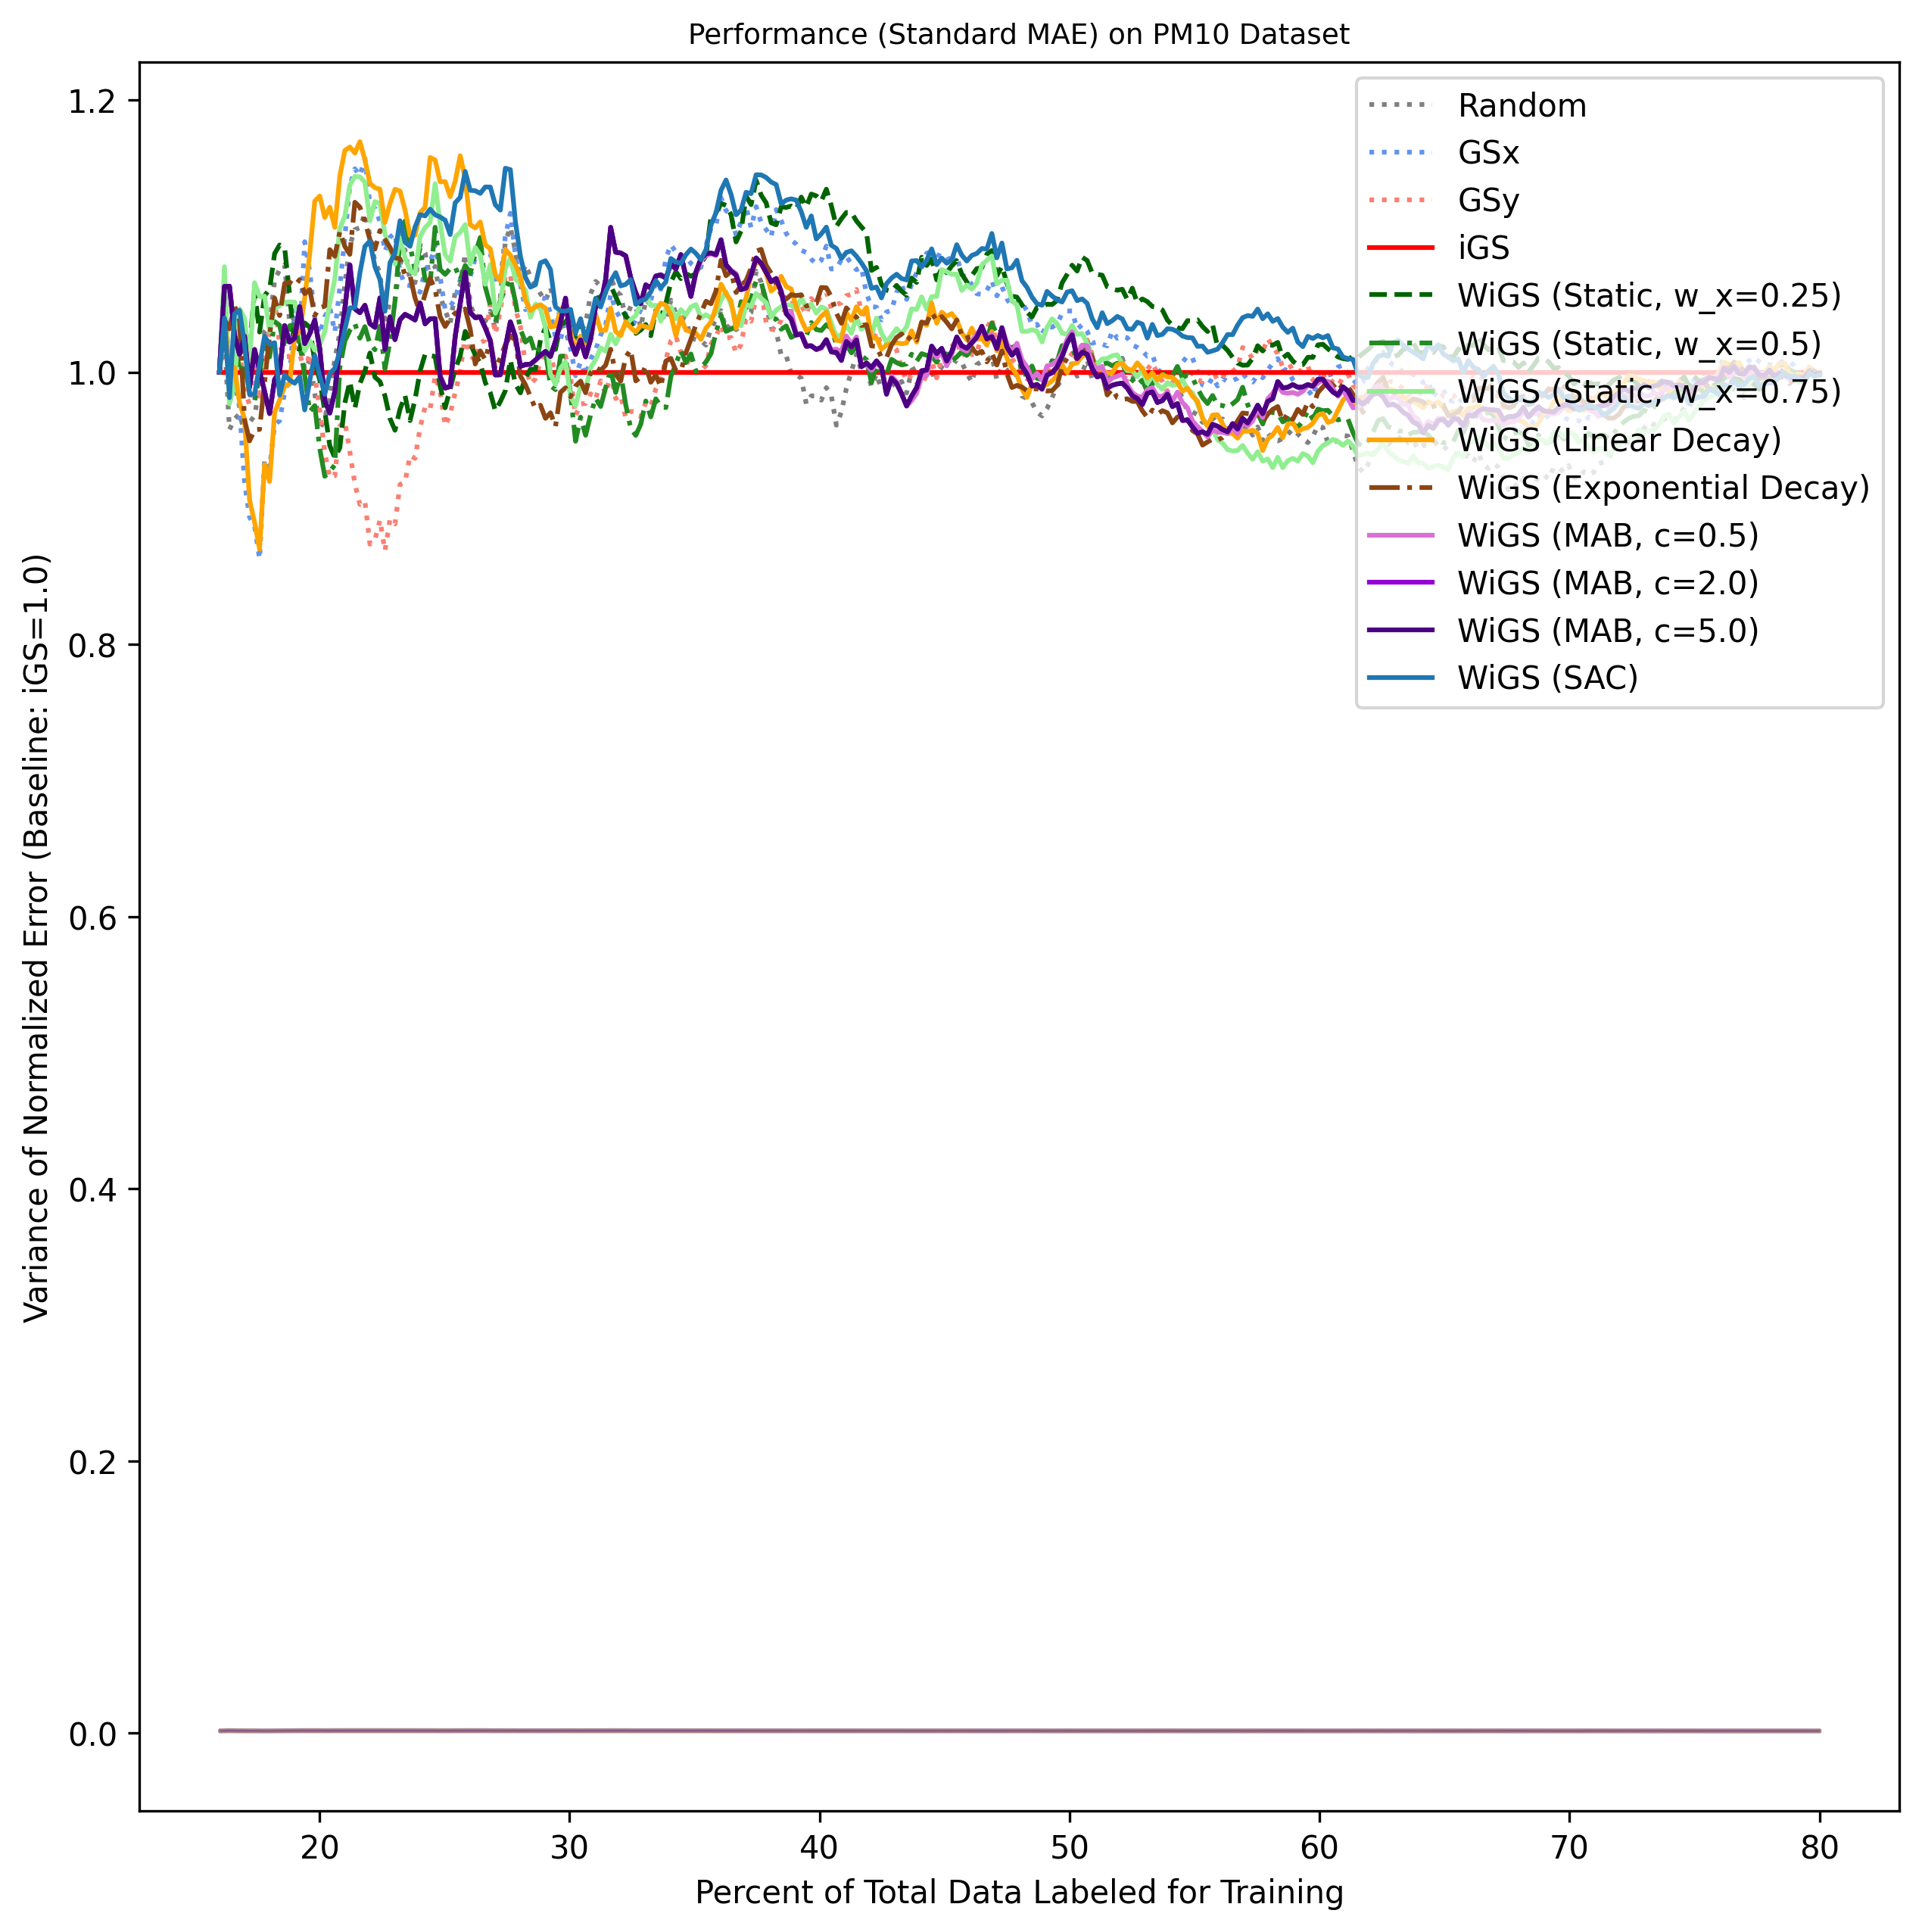 Performance (Standard MAE) on PM10 Dataset
Variance of Normalized Error (Baseline: iGS=1.0)
1.2
1.0
0.8
0.6
0.4
0.2
0.0
Random
GSx
GSy
iGS
WiGS (Static, w_x=0.25)
WiGS (Static, w_x=0.5)
WiGS (Static, w_x=0.75)
WiGS (Linear Decay)
WiGS (Exponential Decay)
WiGS (MAB, c=0.5)
WiGS (MAB, c=2.0)
WiGS (MAB, c=5.0)
WiGS (SAC)
20 30 40 50 60 70 80
Percent of Total Data Labeled for Training